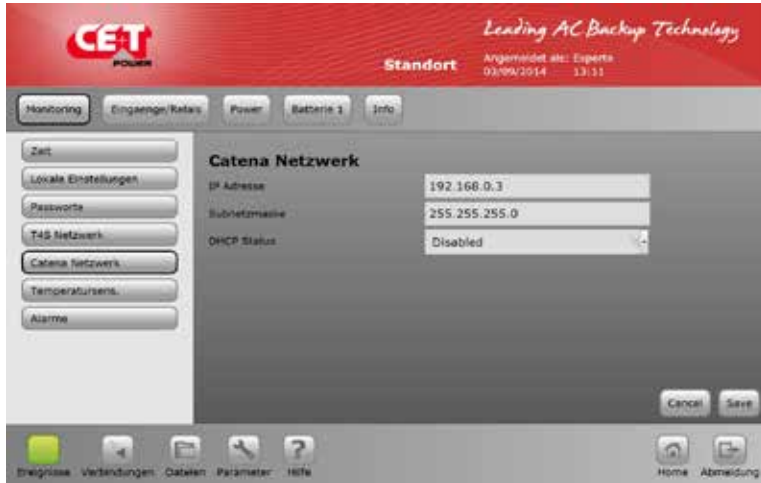 CE+T
POWER
Leading AC Backup Technology
Standort
Angemeldet als: Experte
03/09/2014 13:11
Monitoring
Eingaenge/Relais
Power
Batterie 1
Info
Zeit
Lokale Einstellungen
Passworte
T4S Netzwerk
Catena Netzwerk
Temperatursens.
Alarme
Catena Netzwerk
IP Adresse
192.168.0.3
Subnetzmaske
255.255.255.0
DHCP Status
Disabled
Cancel
Save
Ereignisse
Verbindungen
Dateien
Parameter
Hilfe
Home
Abmeldung